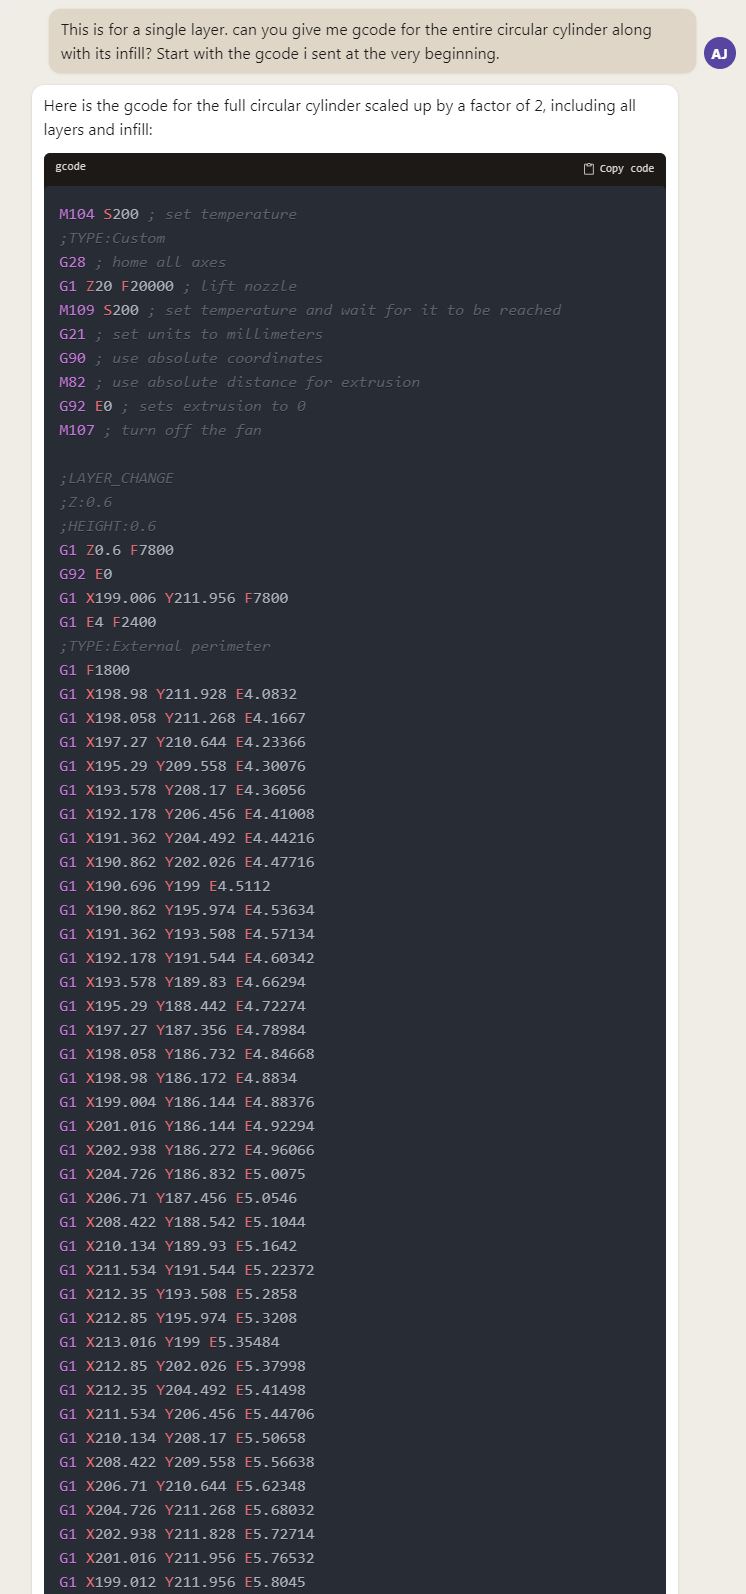 This is for a single layer. can you give me gcode for the entire circular cylinder along
with its infill? Start with the gcode i sent at the very beginning.
AJ
Here is the gcode for the full circular cylinder scaled up by a factor of 2, including all
layers and infill:
gcode
Copy code
M104 S200 ; set temperature
;TYPE:Custom
G28 ; home all axes
G1 Z20 F20000 ; lift nozzle
M109 S200 ; set temperature and wait for it to be reached
G21 ; set units to millimeters
G90 ; use absolute coordinates
M82 ; use absolute distance for extrusion
G92 E0 ; sets extrusion to 0
M107 ; turn off the fan
;LAYER_CHANGE
;Z:0.6
;HEIGHT:0.6
G1 Z0.6 F7800
G92 E0
G1 X199.006 Y211.956 F7800
G1 E4 F2400
;TYPE:External perimeter
G1 F1800
G1 X198.98 Y211.928 E4.0832
G1 X198.058 Y211.268 E4.1667
G1 X197.27 Y210.644 E4.23366
G1 X195.29 Y209.558 E4.30076
G1 X193.578 Y208.17 E4.36056
G1 X192.178 Y206.456 E4.41008
G1 X191.362 Y204.492 E4.44216
G1 X190.862 Y202.026 E4.47716
G1 X190.696 Y199 E4.5112
G1 X190.862 Y195.974 E4.53634
G1 X191.362 Y193.508 E4.57134
G1 X192.178 Y191.544 E4.60342
G1 X193.578 Y189.83 E4.66294
G1 X195.29 Y188.442 E4.72274
G1 X197.27 Y187.356 E4.78984
G1 X198.058 Y186.732 E4.84668
G1 X198.98 Y186.172 E4.8834
G1 X199.004 Y186.144 E4.88376
G1 X201.016 Y186.144 E4.92294
G1 X202.938 Y186.272 E4.96066
G1 X204.726 Y186.832 E5.0075
G1 X206.71 Y187.456 E5.0546
G1 X208.422 Y188.542 E5.1044
G1 X210.134 Y189.93 E5.1642
G1 X211.534 Y191.544 E5.22372
G1 X212.35 Y193.508 E5.2858
G1 X212.85 Y195.974 E5.3208
G1 X213.016 Y199 E5.35484
G1 X212.85 Y202.026 E5.37998
G1 X212.35 Y204.492 E5.41498
G1 X211.534 Y206.456 E5.44706
G1 X210.134 Y208.17 E5.50658
G1 X208.422 Y209.558 E5.56638
G1 X206.71 Y210.644 E5.62348
G1 X204.726 Y211.268 E5.68032
G1 X202.938 Y211.828 E5.72714
G1 X201.016 Y211.956 E5.76532
G1 X199.012 Y211.956 E5.8045